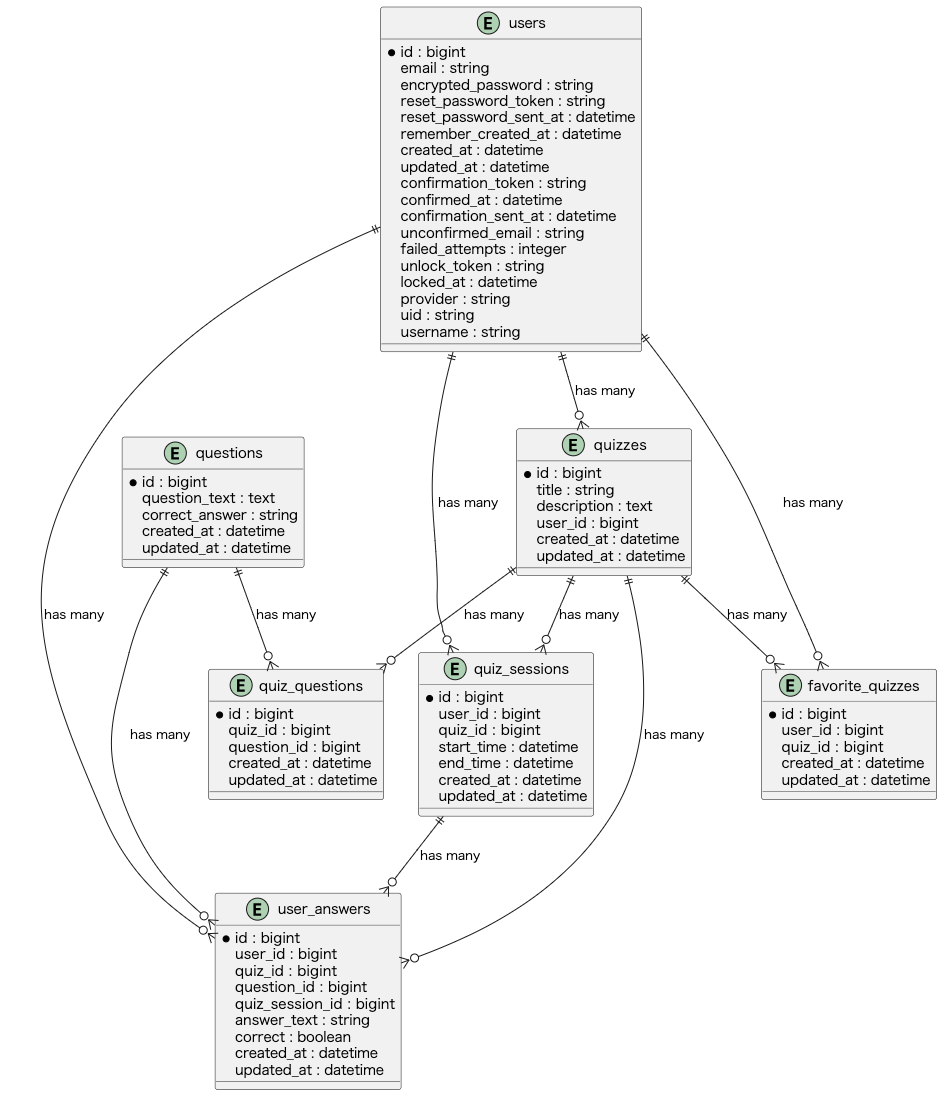 E users
id : bigint
email : string
encrypted_password : string
reset_password_token : string
reset_password_sent_at : datetime
remember_created_at : datetime
created_at : datetime
updated_at : datetime
confirmation_token : string
confirmed_at : datetime
confirmation_sent_at : datetime
unconfirmed_email : string
failed_attempts : integer
unlock_token : string
locked_at : datetime
provider : string
uid : string
username : string
has many
E quizzes
id : bigint
title : string
description : text
user_id : bigint
created_at : datetime
updated_at : datetime
E questions
id : bigint
question_text : text
correct_answer : string
created_at : datetime
updated_at : datetime
has many
has many
has many
has many
has many
has many
has many
E quiz_questions
id : bigint
quiz_id : bigint
question_id : bigint
created_at : datetime
updated_at : datetime
E quiz_sessions
id : bigint
user_id : bigint
quiz_id : bigint
start_time : datetime
end_time : datetime
created_at : datetime
updated_at : datetime
E favorite_quizzes
id : bigint
user_id : bigint
quiz_id : bigint
created_at : datetime
updated_at : datetime
has many
has many
has many
E user_answers
id : bigint
user_id : bigint
quiz_id : bigint
question_id : bigint
quiz_session_id : bigint
answer_text : string
correct : boolean
created_at : datetime
updated_at : datetime